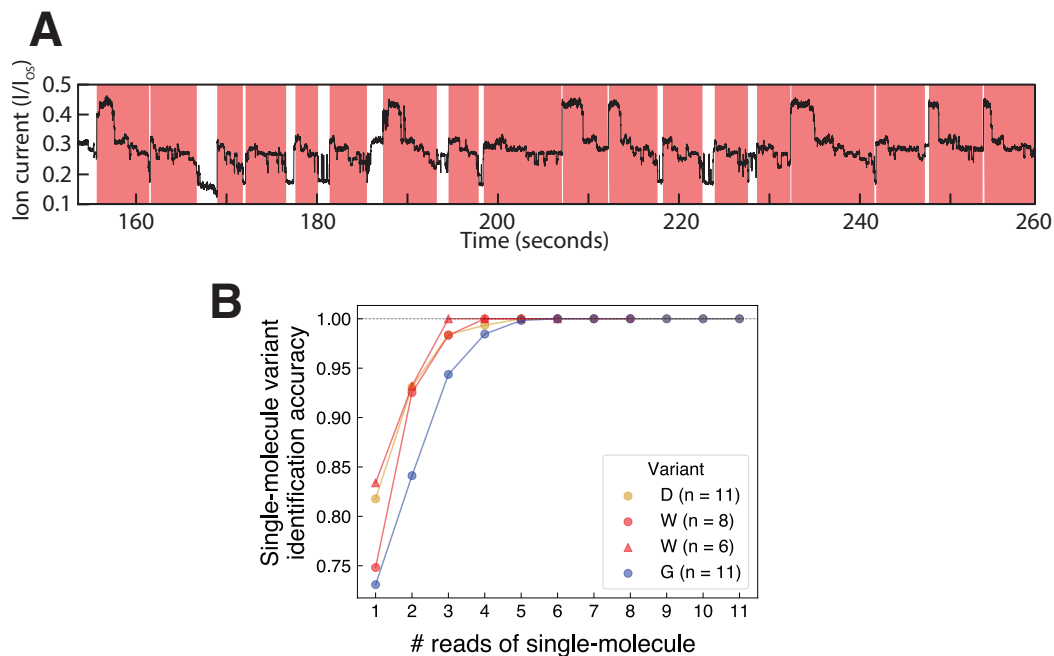 A
Ion current (I/I_os)
0.5
0.4
0.3
0.2
0.1
160
180
200
220
240
260
Time (seconds)
B
Single-molecule variant
identification accuracy
1.00
0.95
0.90
0.85
0.80
0.75
Variant
D (n = 11)
W (n = 8)
W (n = 6)
G (n = 11)
1 2 3 4 5 6 7 8 9 10 11
# reads of single-molecule